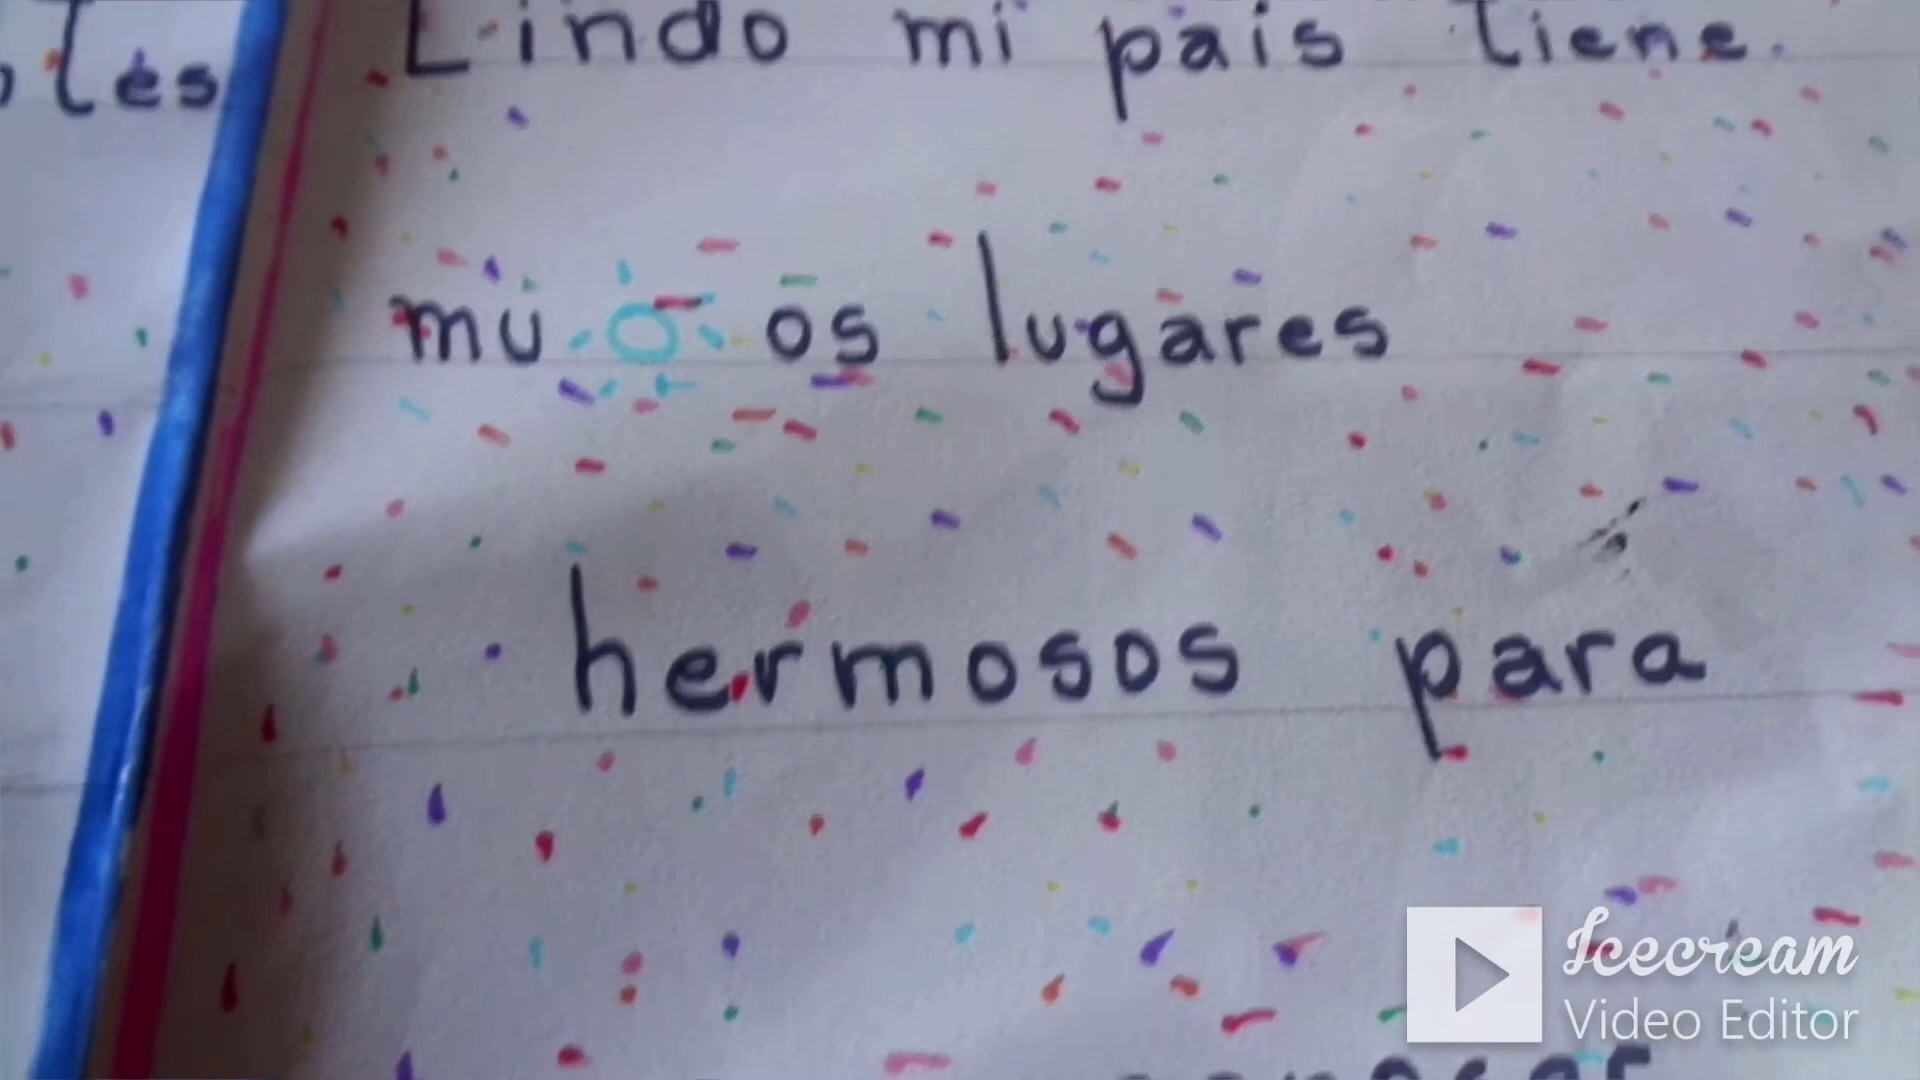 Lindo mi pais tiene.
mu os lugares
hermosos para
Icecream
Video Editor